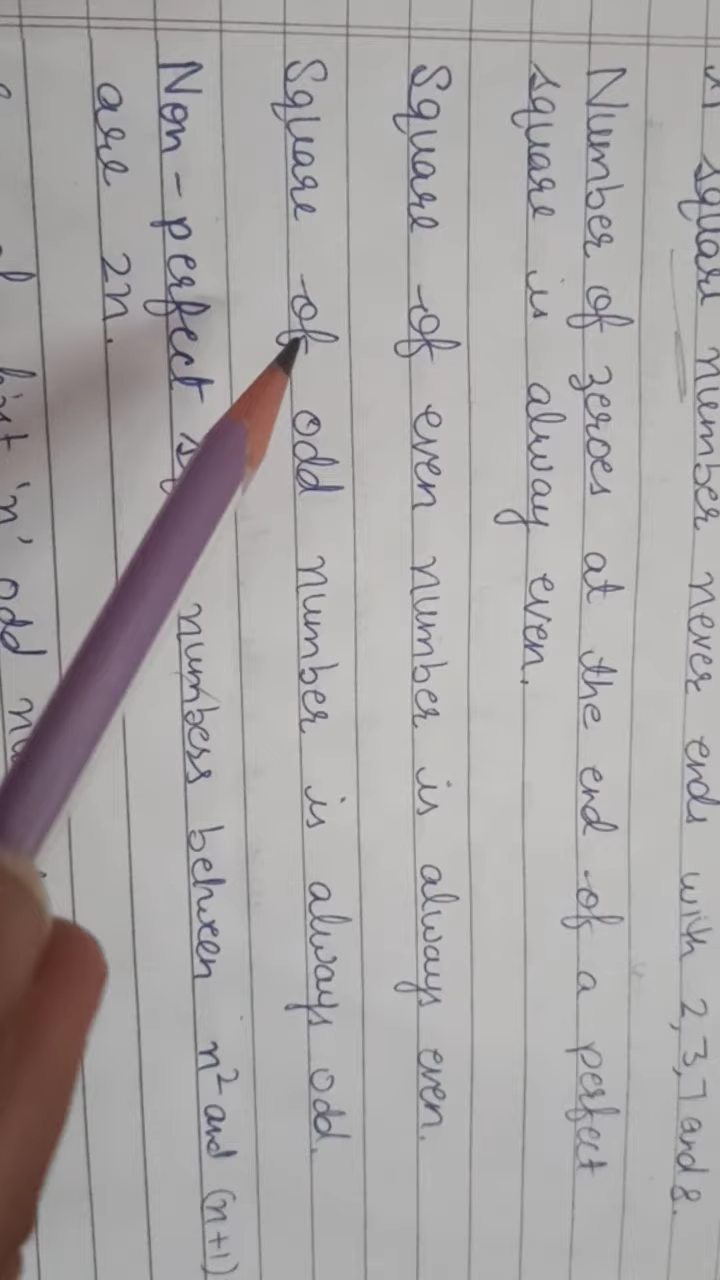 A square number never ends with 2, 3, 7 and 8.
Number of zeroes at the end of a perfect
square is alway even.
Square of even number is always even.
Square of odd number is always odd.
Non-perfect numbers between n² and (n+1)
are 2n.
first 'n' odd